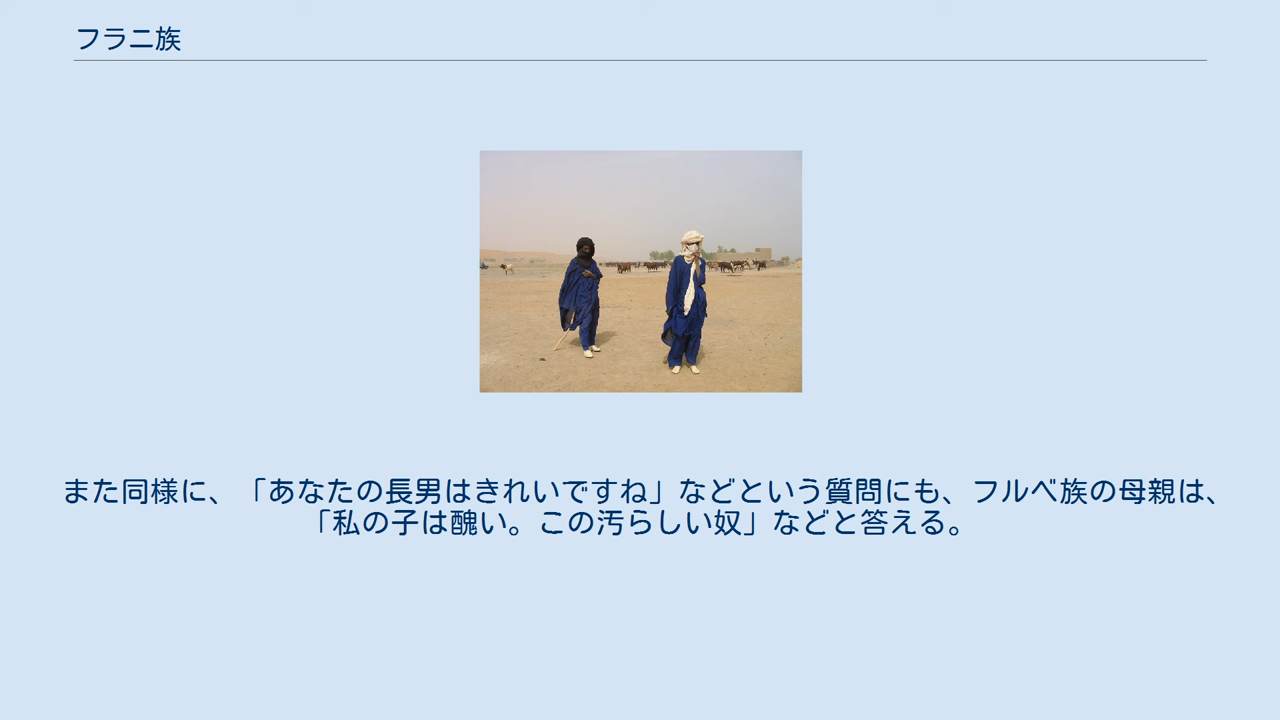 フラニ族
また同様に、「あなたの長男はきれいですね」などという質問にも、フルベ族の母親は、
「私の子は醜い。この汚らしい奴」などと答える。